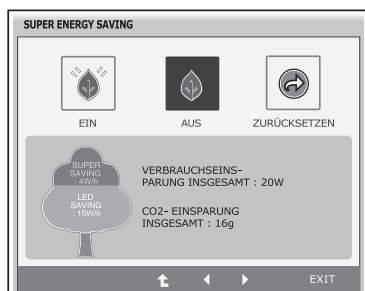 SUPER ENERGY SAVING
EIN
AUS
ZURÜCKSETZEN
SUPER
SAVING
: 4W/h
LED
SAVING
: 15W/h
VERBRAUCHSEINS-
PARUNG INSGESAMT : 20W
CO2- EINSPARUNG
INSGESAMT : 16g
EXIT